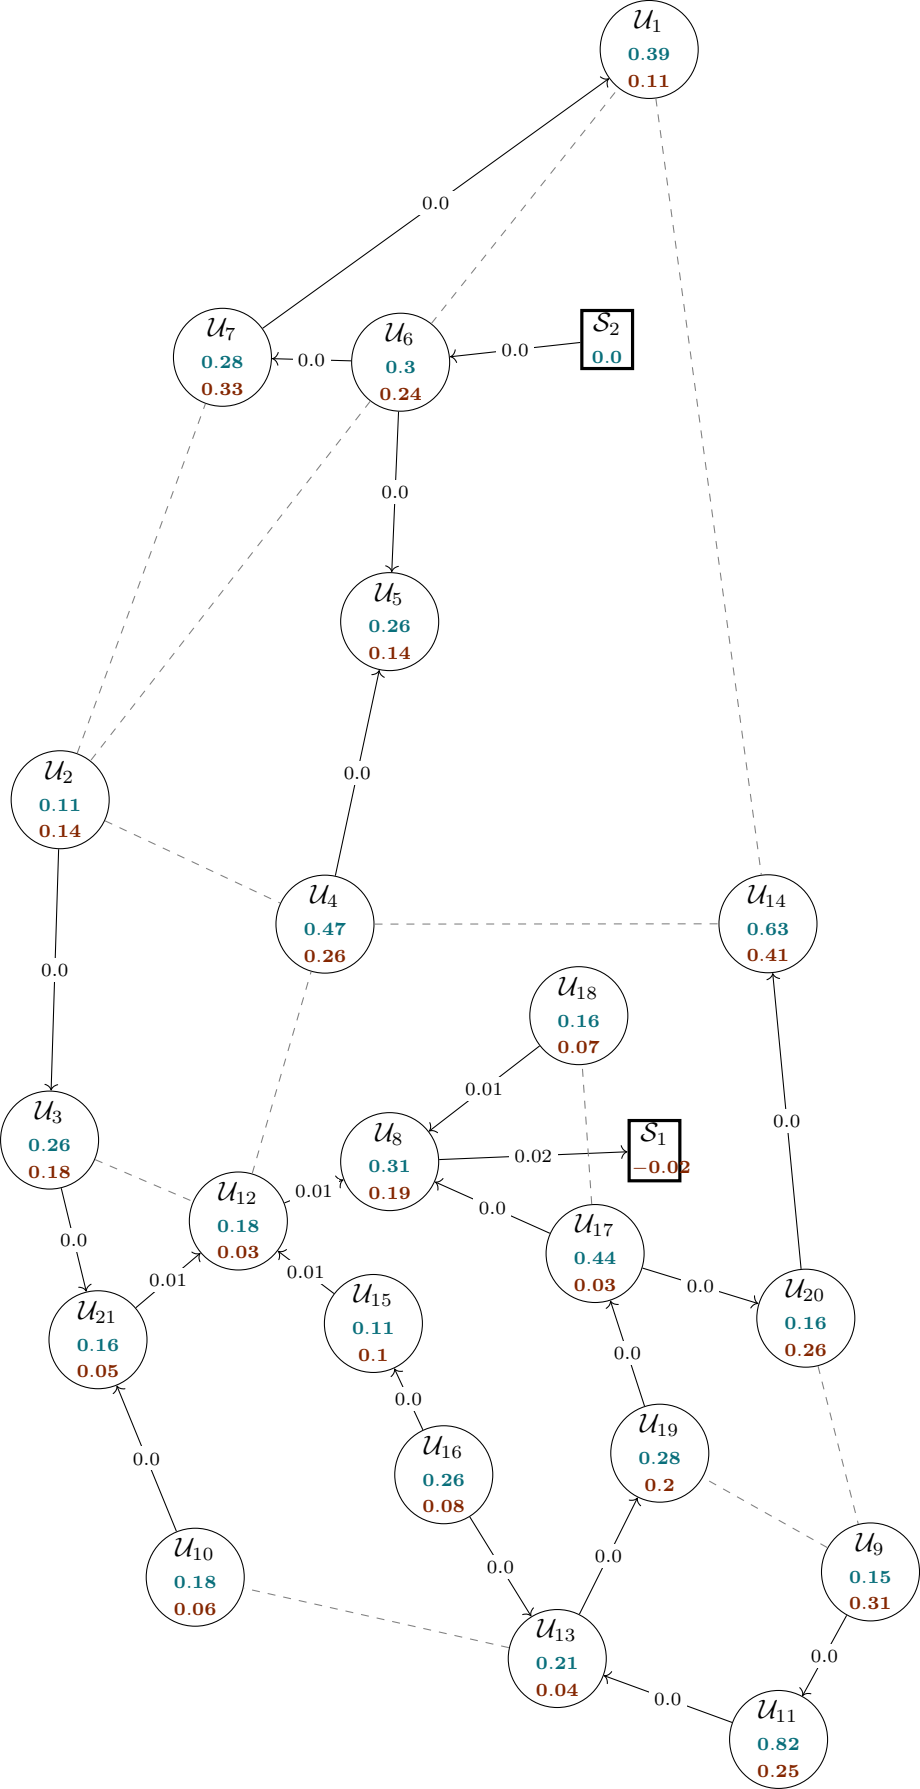 𝒰₁
0.39
0.11
0.0
𝒰₇
0.28
0.33
0.0
𝒰₆
0.3
0.24
0.0
𝒮₂
0.0
0.0
𝒰₅
0.26
0.14
0.0
𝒰₂
0.11
0.14
𝒰₄
0.47
0.26
𝒰₁₄
0.63
0.41
0.0
𝒰₁₈
0.16
0.07
0.01
𝒰₃
0.26
0.18
𝒰₈
0.31
0.19
0.02
𝒮₁
−0.02
0.0
𝒰₁₂
0.18
0.03
0.01
0.0
𝒰₁₇
0.44
0.03
0.0
0.0
0.01
0.01
𝒰₂₁
0.16
0.05
𝒰₁₅
0.11
0.1
𝒰₂₀
0.16
0.26
0.0
0.0
𝒰₁₉
0.28
0.2
0.0
𝒰₁₆
0.26
0.08
𝒰₁₀
0.18
0.06
0.0
0.0
𝒰₉
0.15
0.31
𝒰₁₃
0.21
0.04
0.0
0.0
𝒰₁₁
0.82
0.25